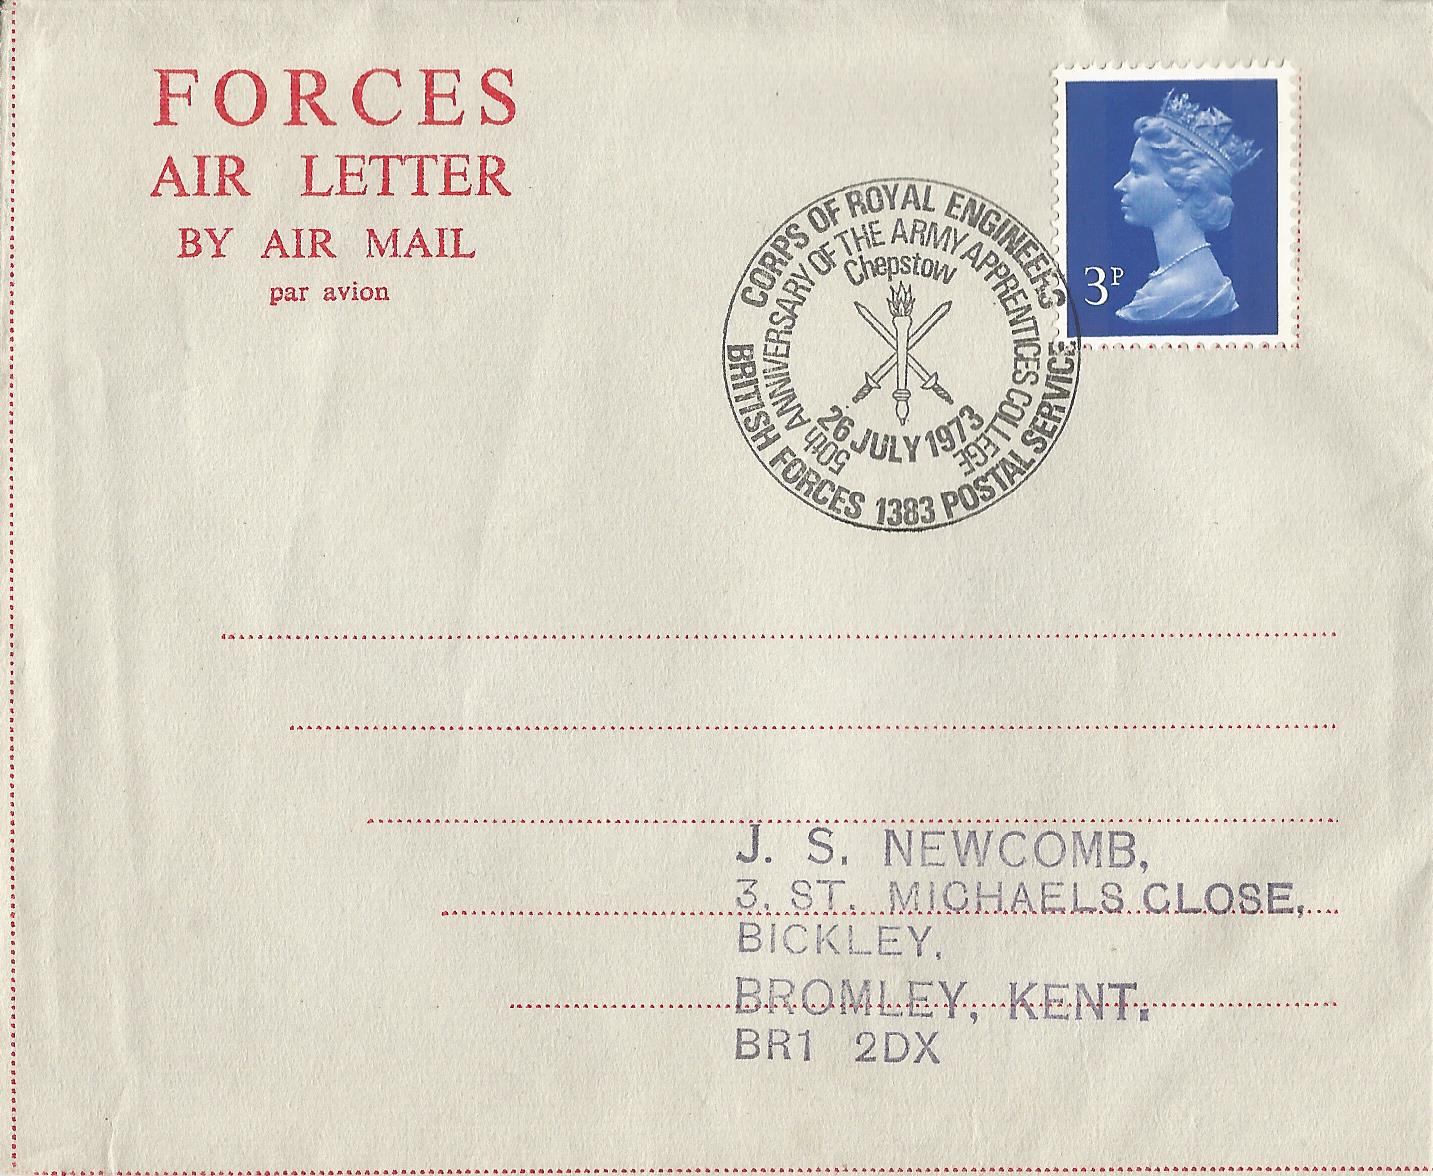 FORCES
AIR LETTER
BY AIR MAIL
par avion
3P
CORPS OF ROYAL ENGINEERS
50th ANNIVERSARY OF THE ARMY APPRENTICES COLLEGE
Chepstow
26 JULY 1973
BRITISH FORCES 1383 POSTAL SERVICE
J. S. NEWCOMB,
3. ST. MICHAELS CLOSE,
BICKLEY,
BROMLEY, KENT.
BR1 2DX